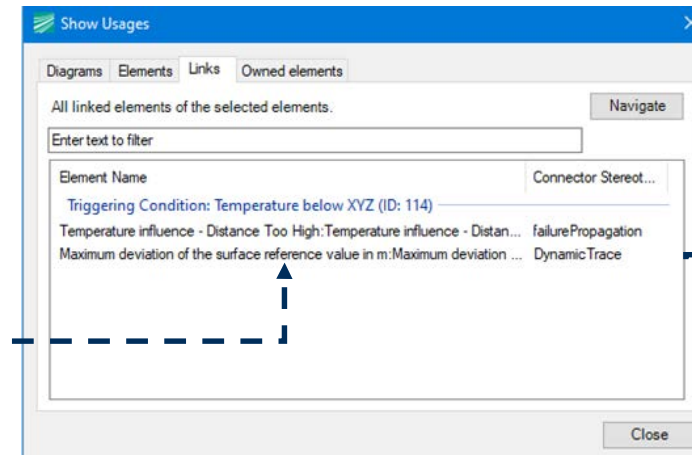 Show Usages
Diagrams Elements Links Owned elements
All linked elements of the selected elements. Navigate
Enter text to filter
Element Name Connector Stereot...
Triggering Condition: Temperature below XYZ (ID: 114)
Temperature influence - Distance Too High:Temperature influence - Distan... failurePropagation
Maximum deviation of the surface reference value in m:Maximum deviation ... DynamicTrace
Close